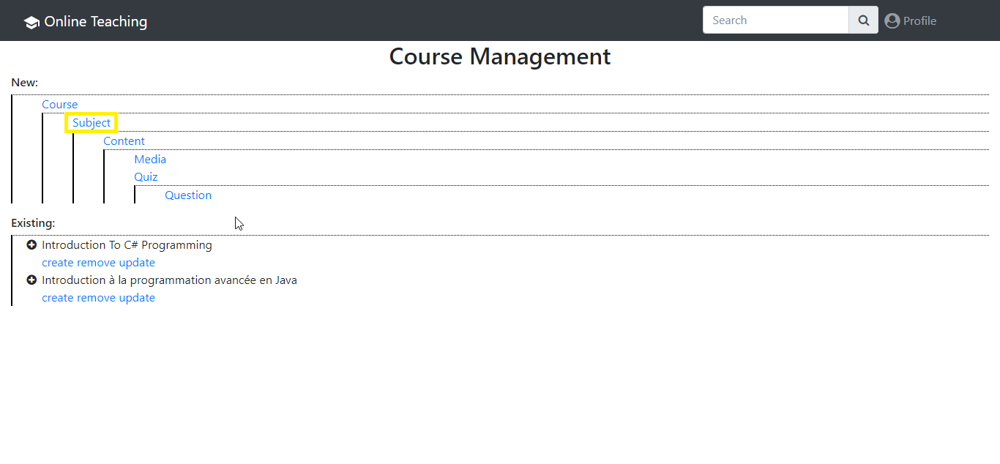 Online Teaching
Search
Profile
Course Management
New:
Course
Subject
Content
Media
Quiz
Question
Existing:
Introduction To C# Programming
create remove update
Introduction à la programmation avancée en Java
create remove update